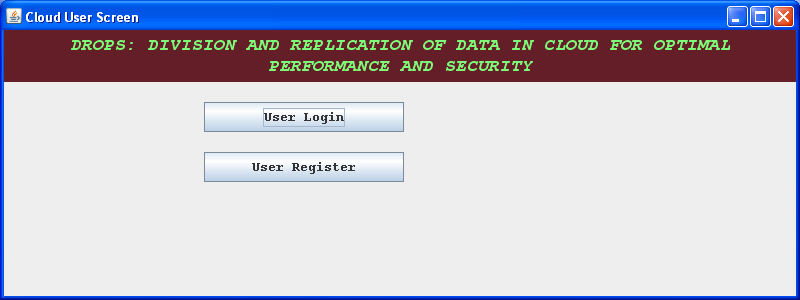 Cloud User Screen
DROPS: DIVISION AND REPLICATION OF DATA IN CLOUD FOR OPTIMAL
PERFORMANCE AND SECURITY
User Login
User Register